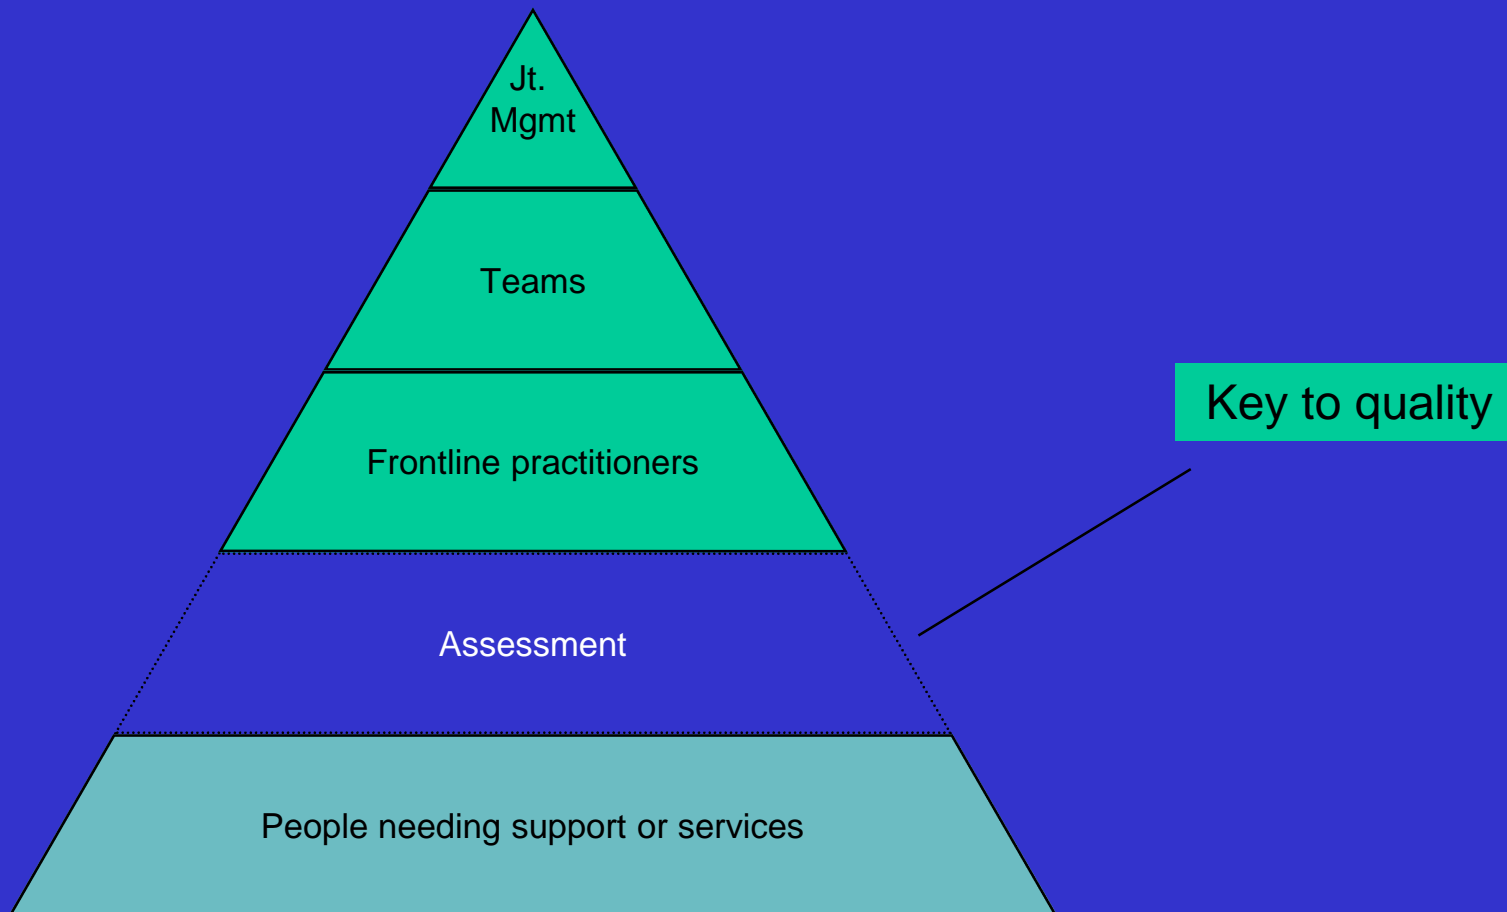 Jt.
Mgmt
Teams
Key to quality
Frontline practitioners
Assessment
People needing support or services